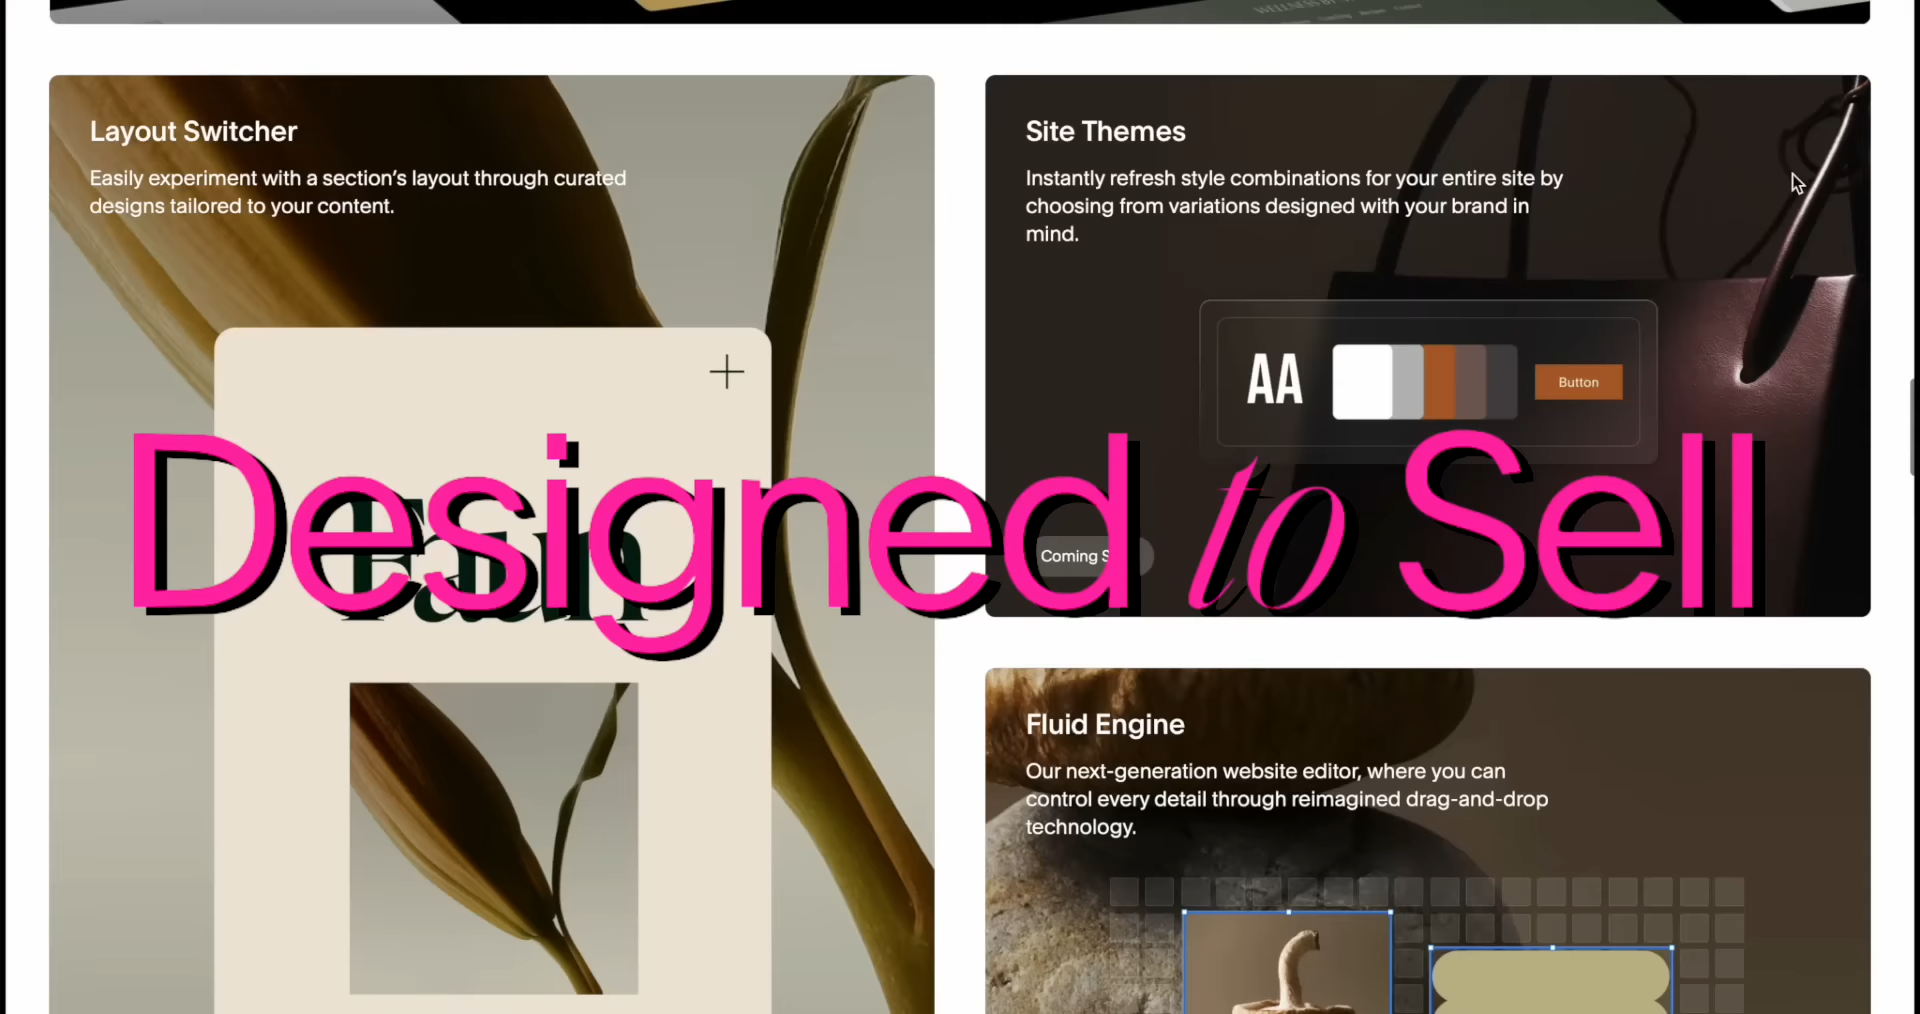 Layout Switcher
Easily experiment with a section’s layout through curated
designs tailored to your content.
Site Themes
Instantly refresh style combinations for your entire site by
choosing from variations designed with your brand in
mind.
AA
Button
Designed to Sell
Faun
Coming S
Fluid Engine
Our next-generation website editor, where you can
control every detail through reimagined drag-and-drop
technology.